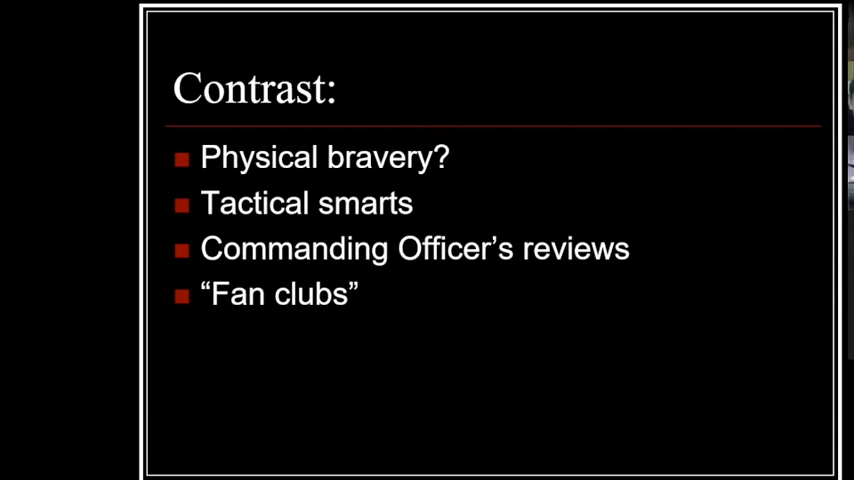 Contrast:
Physical bravery?
Tactical smarts
Commanding Officer’s reviews
“Fan clubs”